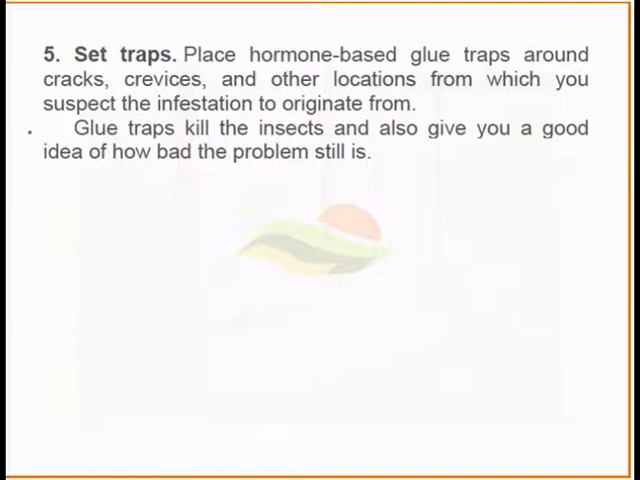 5. Set traps. Place hormone-based glue traps around
cracks, crevices, and other locations from which you
suspect the infestation to originate from.
. Glue traps kill the insects and also give you a good
idea of how bad the problem still is.